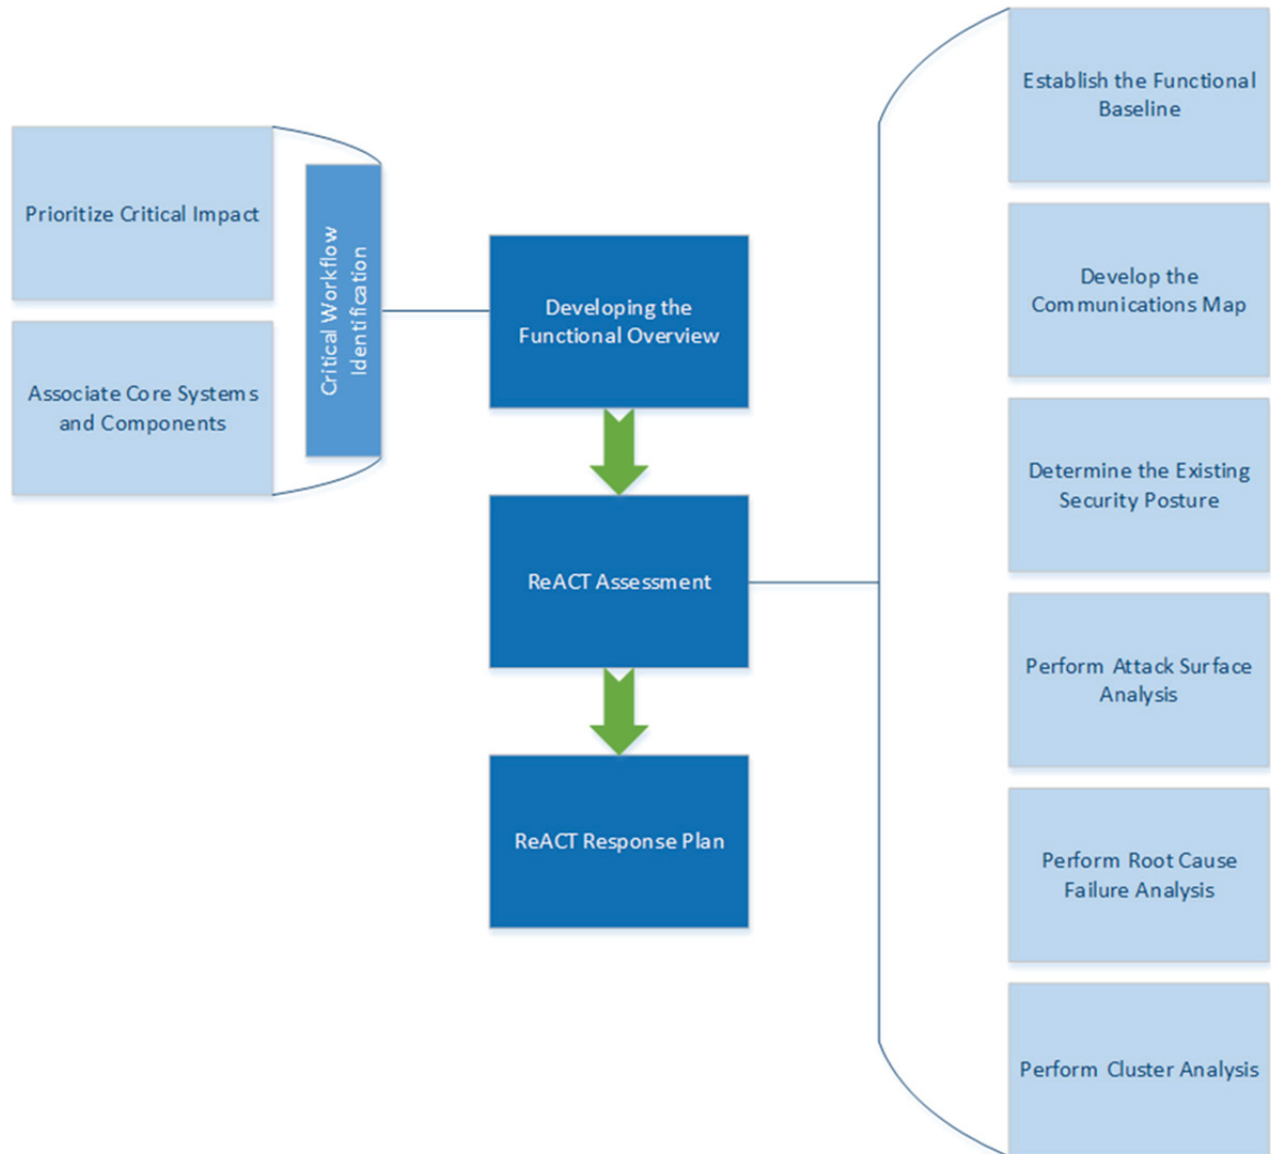 Prioritize Critical Impact
Associate Core Systems
and Components
Critical Workflow
Identification
Developing the
Functional Overview
ReACT Assessment
ReACT Response Plan
Establish the Functional
Baseline
Develop the
Communications Map
Determine the Existing
Security Posture
Perform Attack Surface
Analysis
Perform Root Cause
Failure Analysis
Perform Cluster Analysis